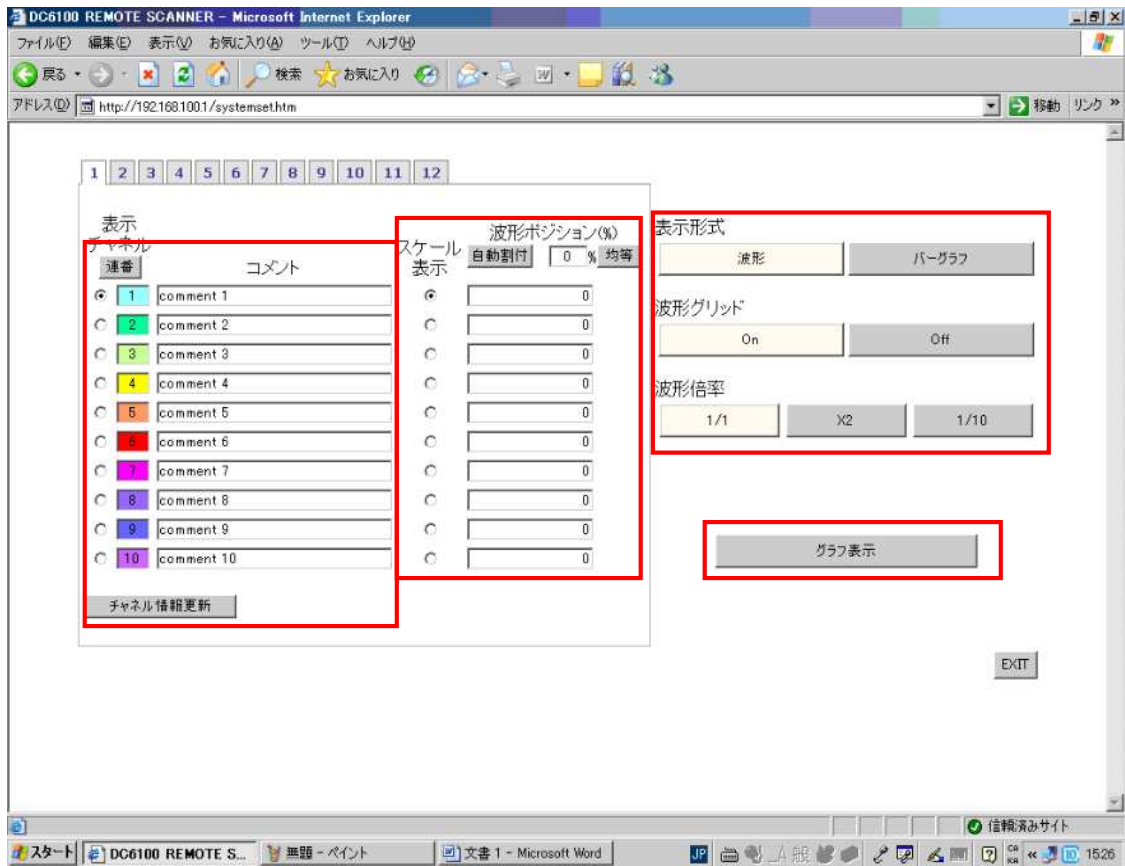 DC6100 REMOTE SCANNER - Microsoft Internet Explorer
ファイル(F) 編集(E) 表示(V) お気に入り(A) ツール(T) ヘルプ(H)
戻る 検索 お気に入り
アドレス(D) http://192.168.100.1/systemset.htm 移動 リンク »
1 2 3 4 5 6 7 8 9 10 11 12
表示
チャネル
連番
コメント
スケール
表示
波形ポジション(%)
自動割付 0 % 均等
1 comment 1 0
2 comment 2 0
3 comment 3 0
4 comment 4 0
5 comment 5 0
6 comment 6 0
7 comment 7 0
8 comment 8 0
9 comment 9 0
10 comment 10 0
チャネル情報更新
表示形式
波形 バーグラフ
波形グリッド
On Off
波形倍率
1/1 X2 1/10
グラフ表示
EXIT
信頼済みサイト
スタート DC6100 REMOTE S... 無題 - ペイント 文書 1 - Microsoft Word JP A 般 « 15:26